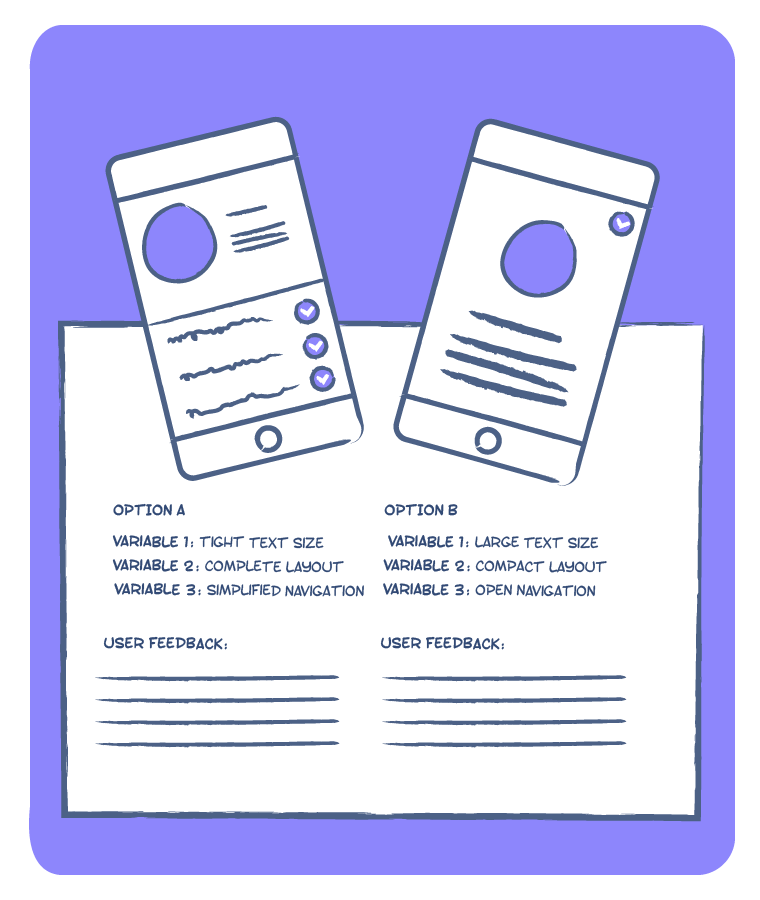 OPTION A
VARIABLE 1: TIGHT TEXT SIZE
VARIABLE 2: COMPLETE LAYOUT
VARIABLE 3: SIMPLIFIED NAVIGATION
USER FEEDBACK:
OPTION B
VARIABLE 1: LARGE TEXT SIZE
VARIABLE 2: COMPACT LAYOUT
VARIABLE 3: OPEN NAVIGATION
USER FEEDBACK: